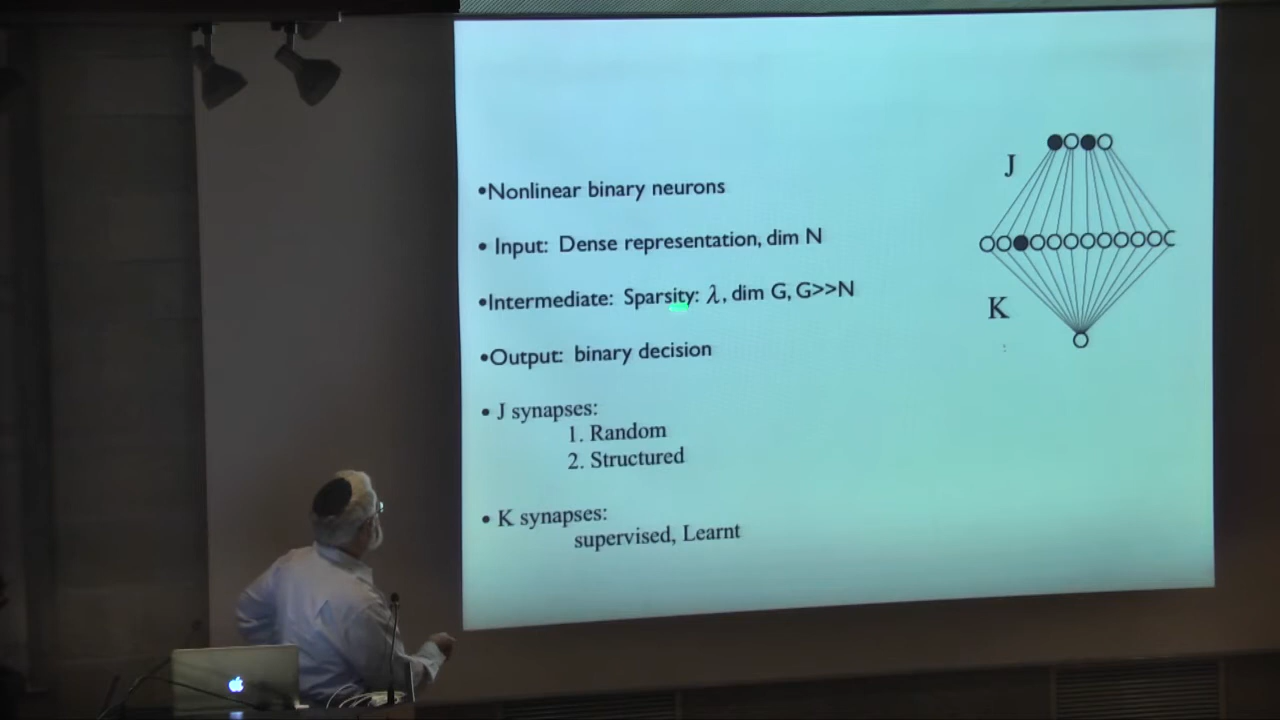 •Nonlinear binary neurons
• Input: Dense representation, dim N
•Intermediate: Sparsity: λ, dim G, G>>N
•Output: binary decision
• J synapses:
1. Random
2. Structured
• K synapses:
supervised, Learnt
J
K